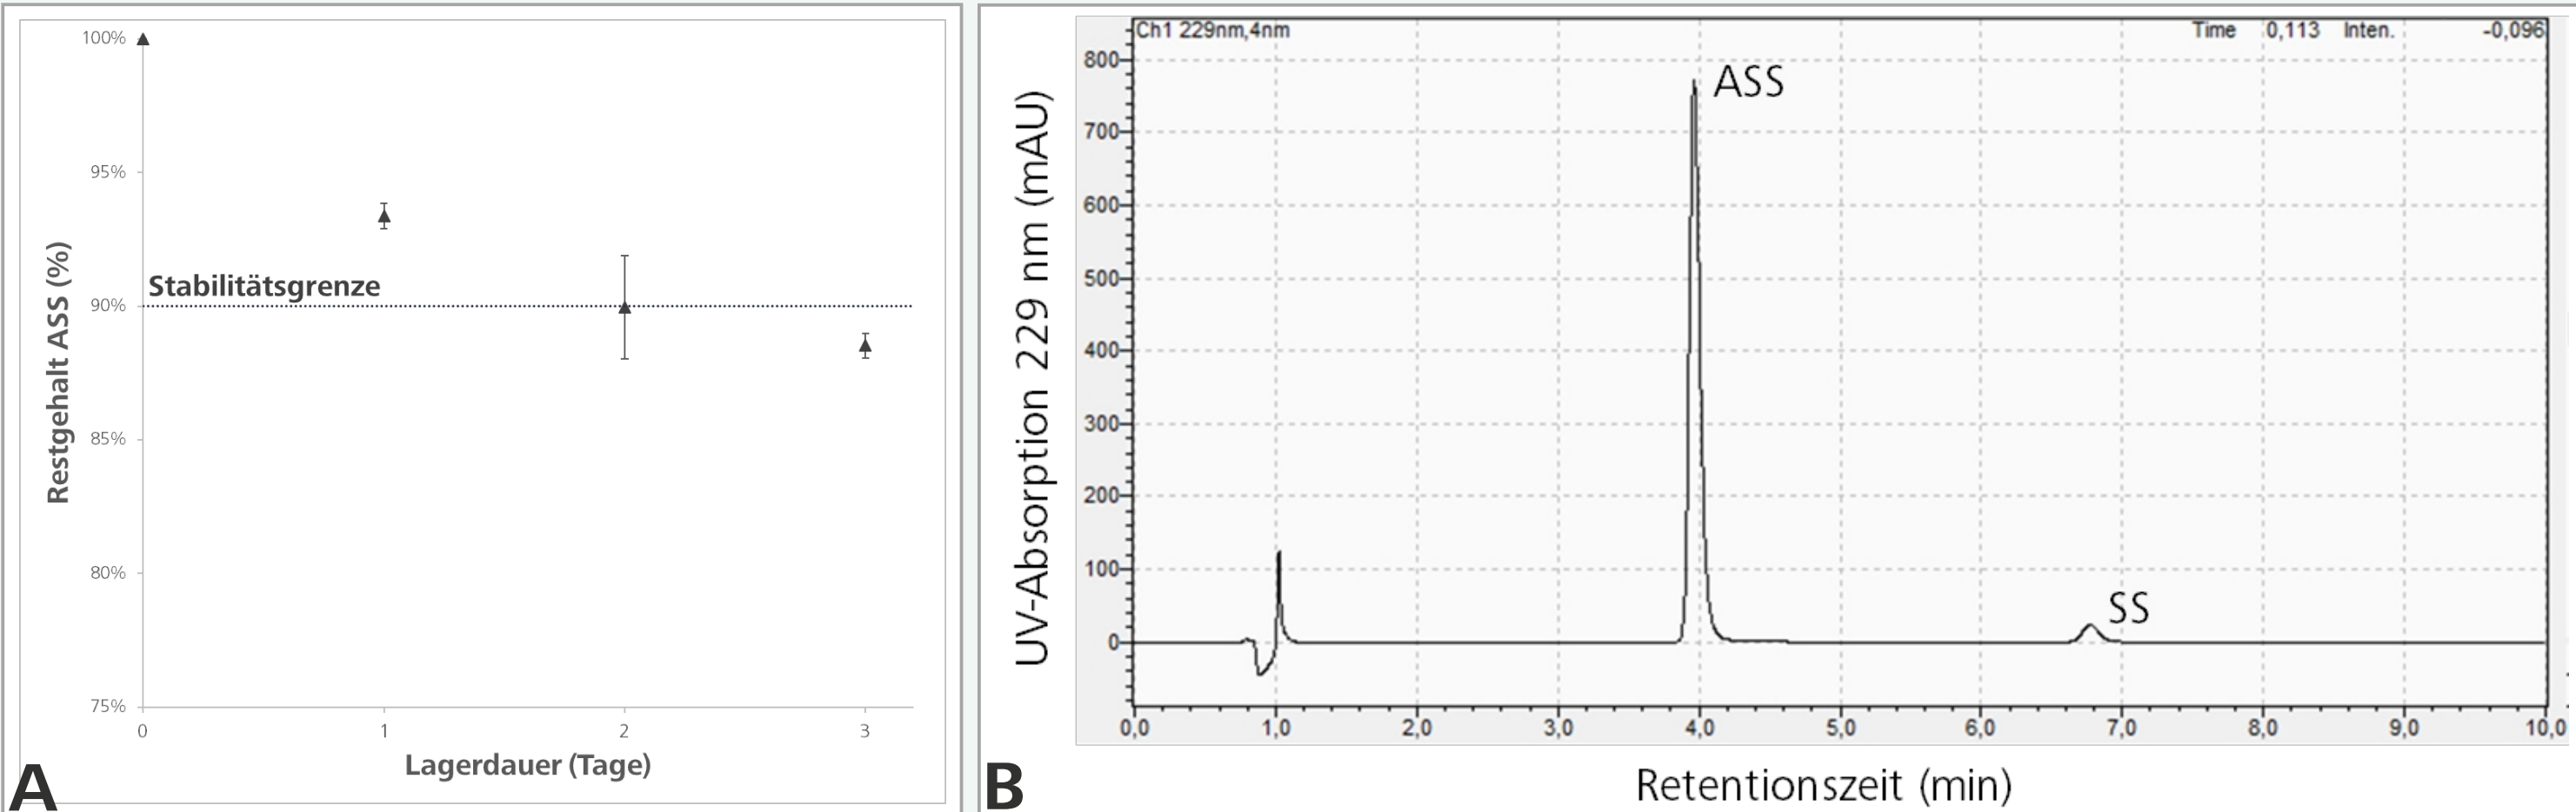 100%
95%
90%
85%
80%
75%
Restgehalt ASS (%)
Stabilitätsgrenze
0 1 2 3
Lagerdauer (Tage)
A
Ch1 229nm,4nm Time 0,113 Inten. -0,096
800
700
600
500
400
300
200
100
0
UV-Absorption 229 nm (mAU)
ASS
SS
0,0 1,0 2,0 3,0 4,0 5,0 6,0 7,0 8,0 9,0 10,0
Retentionszeit (min)
B